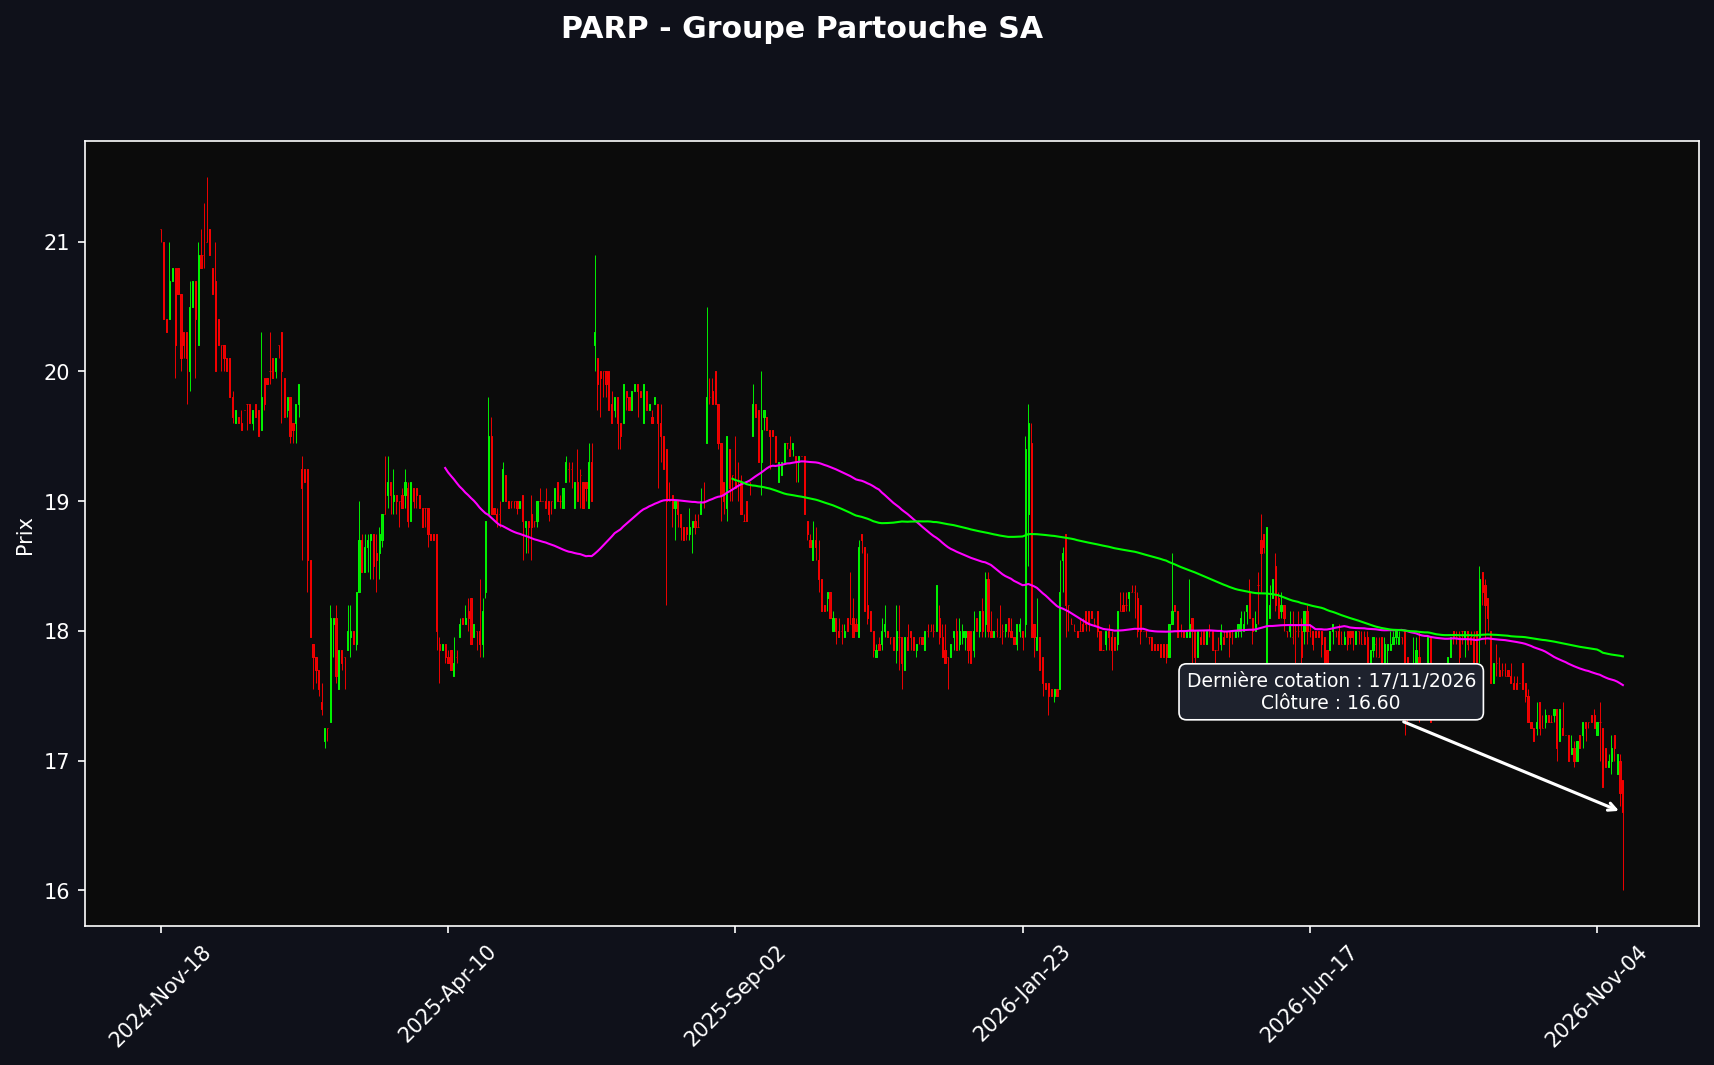 PARP - Groupe Partouche SA
Prix
21
20
19
18
17
16
Dernière cotation : 17/11/2026
Clôture : 16.60
2024-Nov-18
2025-Apr-10
2025-Sep-02
2026-Jan-23
2026-Jun-17
2026-Nov-04